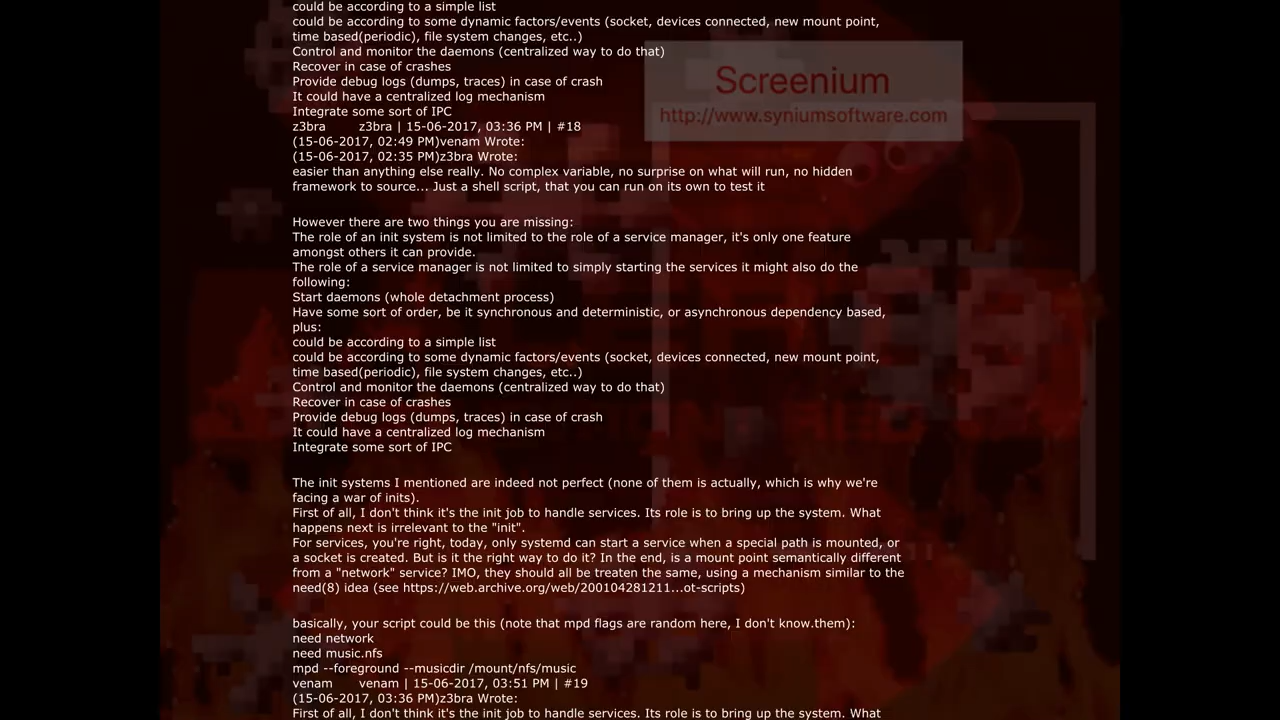 could be according to a simple list
could be according to some dynamic factors/events (socket, devices connected, new mount point,
time based(periodic), file system changes, etc..)
Control and monitor the daemons (centralized way to do that)
Recover in case of crashes
Provide debug logs (dumps, traces) in case of crash
It could have a centralized log mechanism
Integrate some sort of IPC
Screenium
http://www.syniumsoftware.com
z3bra z3bra | 15-06-2017, 03:36 PM | #18
(15-06-2017, 02:49 PM)venam Wrote:
(15-06-2017, 02:35 PM)z3bra Wrote:
easier than anything else really. No complex variable, no surprise on what will run, no hidden
framework to source... Just a shell script, that you can run on its own to test it
However there are two things you are missing:
The role of an init system is not limited to the role of a service manager, it's only one feature
amongst others it can provide.
The role of a service manager is not limited to simply starting the services it might also do the
following:
Start daemons (whole detachment process)
Have some sort of order, be it synchronous and deterministic, or asynchronous dependency based,
plus:
could be according to a simple list
could be according to some dynamic factors/events (socket, devices connected, new mount point,
time based(periodic), file system changes, etc..)
Control and monitor the daemons (centralized way to do that)
Recover in case of crashes
Provide debug logs (dumps, traces) in case of crash
It could have a centralized log mechanism
Integrate some sort of IPC
The init systems I mentioned are indeed not perfect (none of them is actually, which is why we're
facing a war of inits).
First of all, I don't think it's the init job to handle services. Its role is to bring up the system. What
happens next is irrelevant to the "init".
For services, you're right, today, only systemd can start a service when a special path is mounted, or
a socket is created. But is it the right way to do it? In the end, is a mount point semantically different
from a "network" service? IMO, they should all be treaten the same, using a mechanism similar to the
need(8) idea (see https://web.archive.org/web/200104281211...ot-scripts)
basically, your script could be this (note that mpd flags are random here, I don't know.them):
need network
need music.nfs
mpd --foreground --musicdir /mount/nfs/music
venam venam | 15-06-2017, 03:51 PM | #19
(15-06-2017, 03:36 PM)z3bra Wrote:
First of all, I don't think it's the init job to handle services. Its role is to bring up the system. What